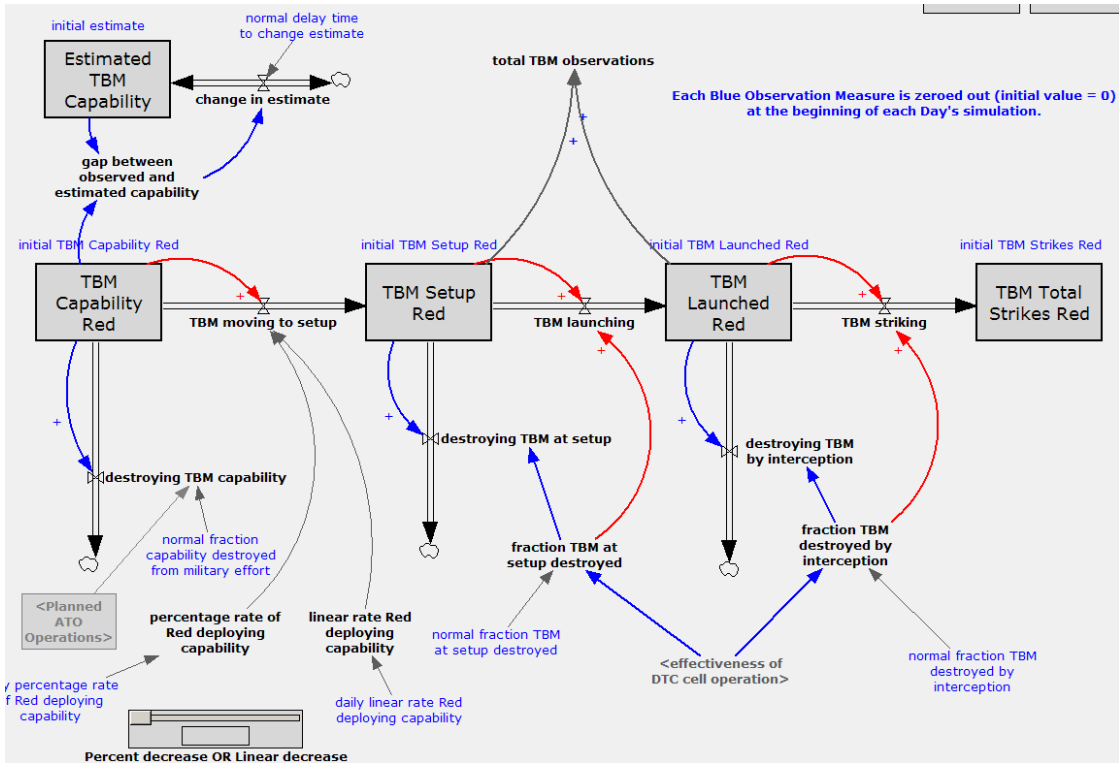 initial estimate
normal delay time
to change estimate
Estimated
TBM
Capability
change in estimate
total TBM observations
Each Blue Observation Measure is zeroed out (initial value = 0)
at the beginning of each Day's simulation.
gap between
observed and
estimated capability
initial TBM Capability Red
initial TBM Setup Red
initial TBM Launched Red
initial TBM Strikes Red
TBM
Capability
Red
TBM Setup
Red
TBM
Launched
Red
TBM Total
Strikes Red
TBM moving to setup
TBM launching
TBM striking
destroying TBM at setup
destroying TBM
by interception
destroying TBM capability
normal fraction
capability destroyed
from military effort
fraction TBM at
setup destroyed
fraction TBM
destroyed by
interception
<Planned
ATO
Operations>
percentage rate of
Red deploying
capability
linear rate Red
deploying
capability
normal fraction TBM
at setup destroyed
<effectiveness of
DTC cell operation>
normal fraction TBM
destroyed by
interception
percentage rate
of Red deploying
capability
daily linear rate Red
deploying capability
Percent decrease OR Linear decrease